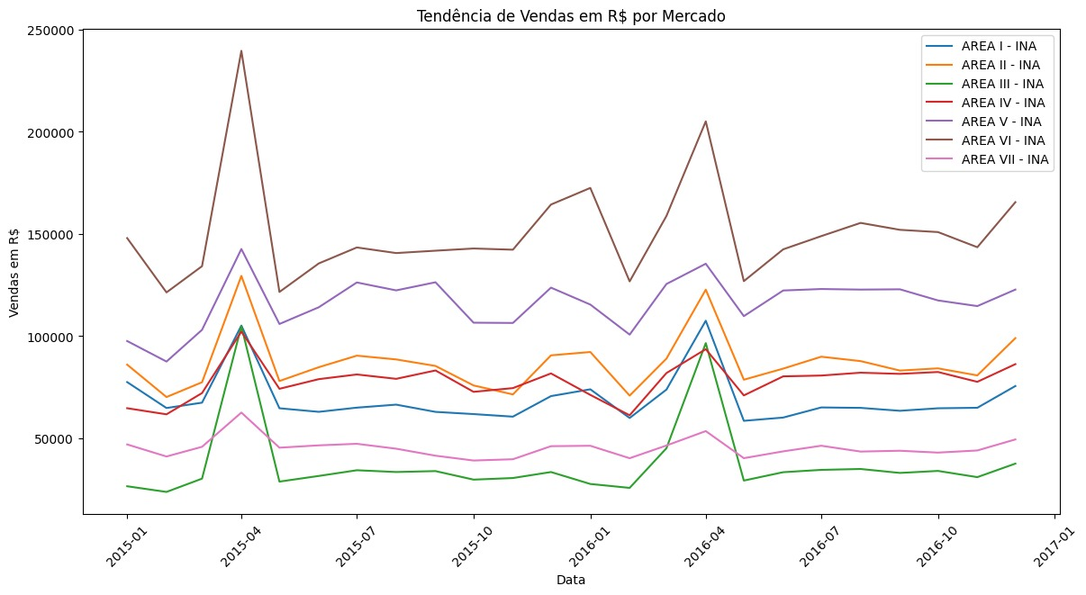 Tendência de Vendas em R$ por Mercado
250000
200000
150000
100000
50000
Vendas em R$
AREA I - INA
AREA II - INA
AREA III - INA
AREA IV - INA
AREA V - INA
AREA VI - INA
AREA VII - INA
2015-01
2015-04
2015-07
2015-10
2016-01
2016-04
2016-07
2016-10
2017-01
Data